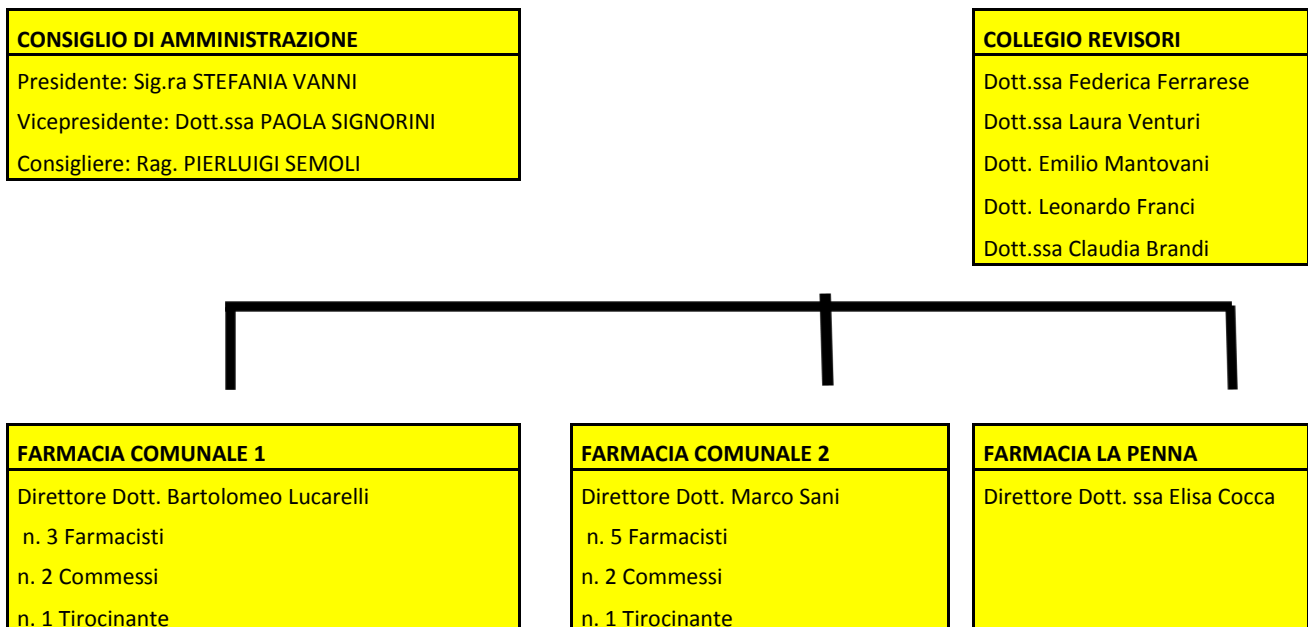 CONSIGLIO DI AMMINISTRAZIONE
Presidente: Sig.ra STEFANIA VANNI
Vicepresidente: Dott.ssa PAOLA SIGNORINI
Consigliere: Rag. PIERLUIGI SEMOLI
COLLEGIO REVISORI
Dott.ssa Federica Ferrarese
Dott.ssa Laura Venturi
Dott. Emilio Mantovani
Dott. Leonardo Franci
Dott.ssa Claudia Brandi
FARMACIA COMUNALE 1
Direttore Dott. Bartolomeo Lucarelli
n. 3 Farmacisti
n. 2 Commessi
n. 1 Tirocinante
FARMACIA COMUNALE 2
Direttore Dott. Marco Sani
n. 5 Farmacisti
n. 2 Commessi
n. 1 Tirocinante
FARMACIA LA PENNA
Direttore Dott. ssa Elisa Cocca